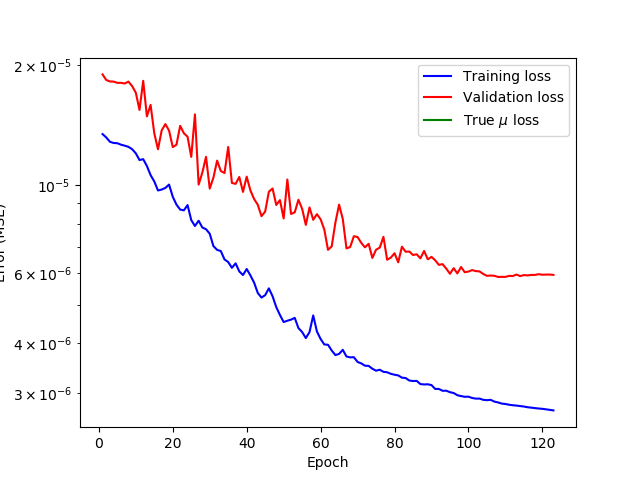 2 × 10⁻⁵
10⁻⁵
6 × 10⁻⁶
4 × 10⁻⁶
3 × 10⁻⁶
(MSE)
Training loss
Validation loss
True μ loss
0 20 40 60 80 100 120
Epoch